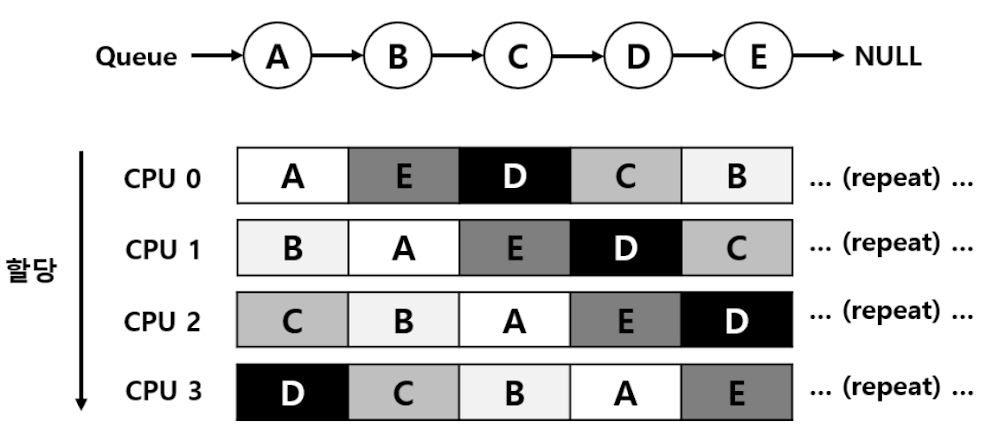 Queue A B C D E NULL
CPU 0 A E D C B ... (repeat) ...
CPU 1 B A E D C ... (repeat) ...
할당
CPU 2 C B A E D ... (repeat) ...
CPU 3 D C B A E ... (repeat) ...